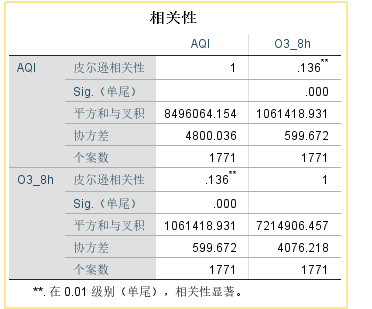 相关性
AQI O3_8h
AQI 皮尔逊相关性 1 .136**
Sig.（单尾） .000
平方和与叉积 8496064.154 1061418.931
协方差 4800.036 599.672
个案数 1771 1771
O3_8h 皮尔逊相关性 .136** 1
Sig.（单尾） .000
平方和与叉积 1061418.931 7214906.457
协方差 599.672 4076.218
个案数 1771 1771
**. 在 0.01 级别（单尾），相关性显著。